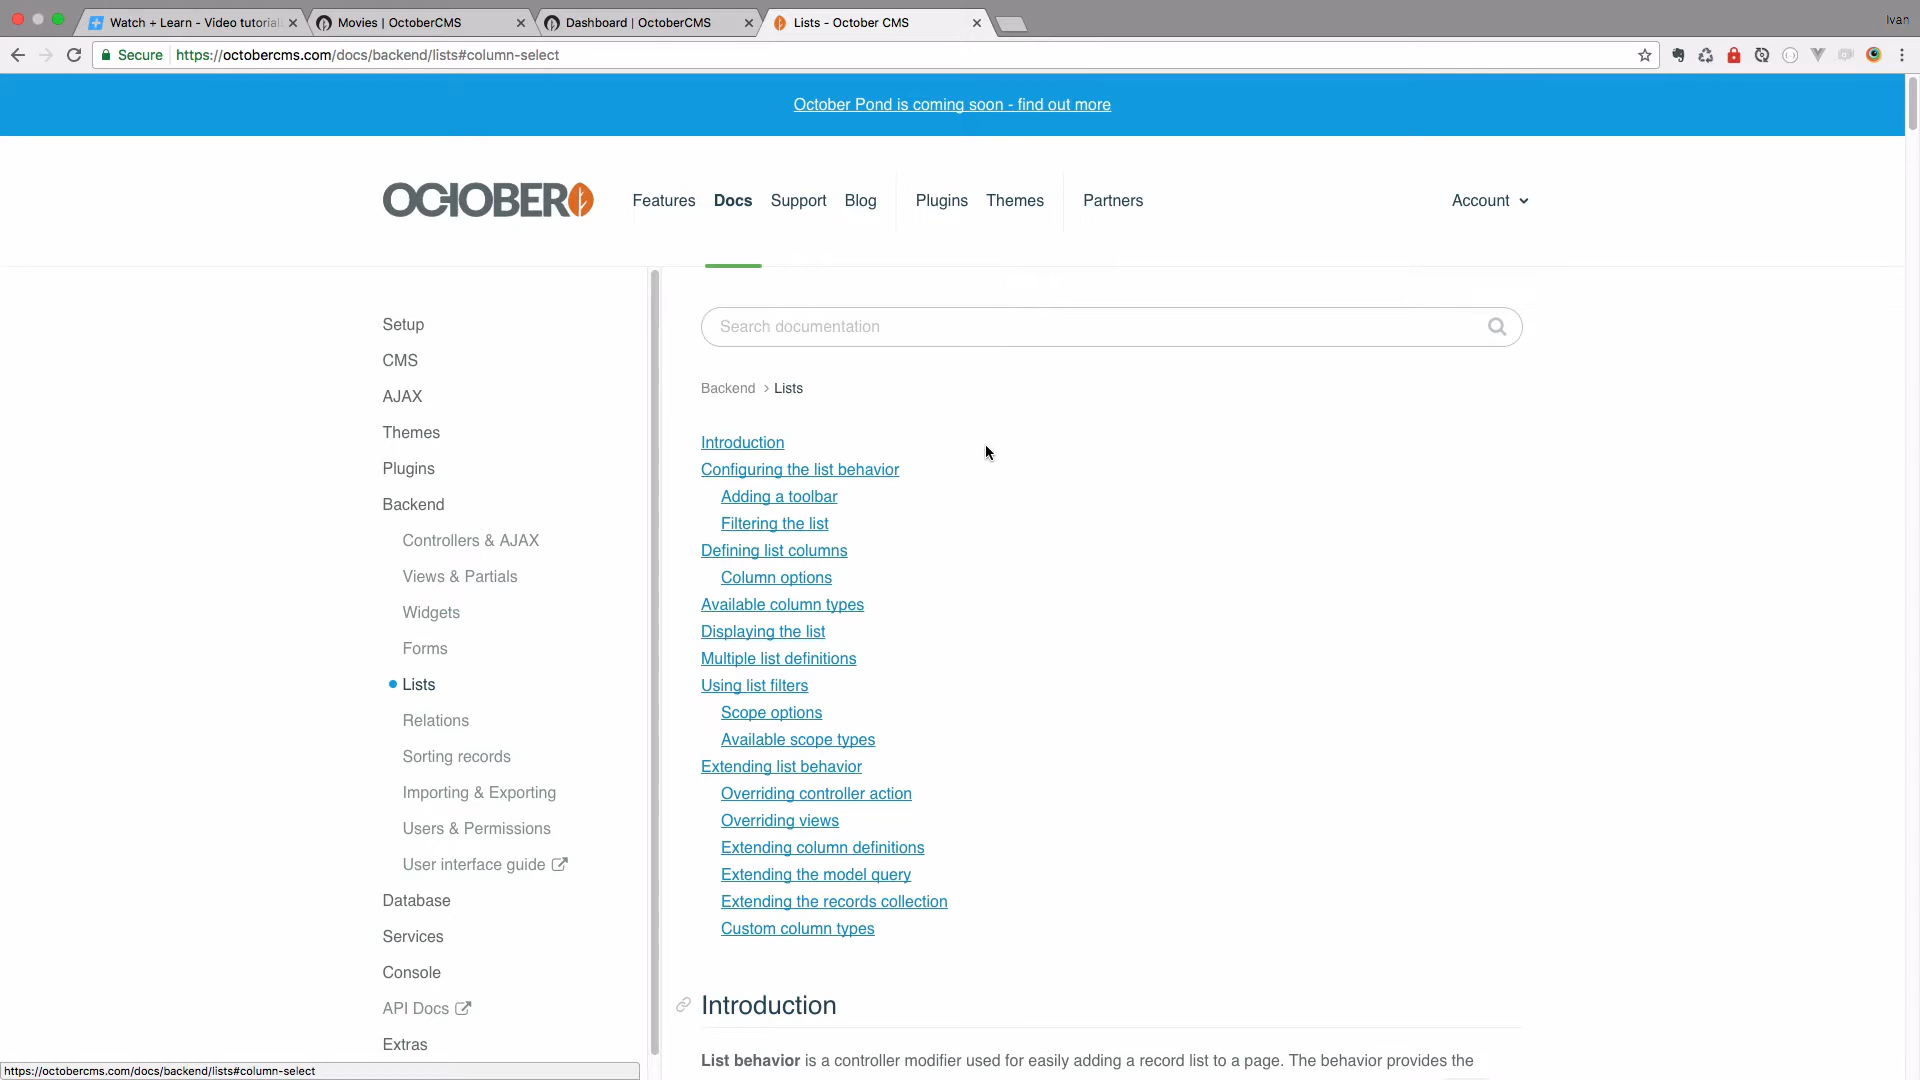 Watch + Learn - Video tutorial
Movies | OctoberCMS
Dashboard | OctoberCMS
Lists - October CMS
Ivan
Secure
https://octobercms.com/docs/backend/lists#column-select
October Pond is coming soon - find out more
OCTOBER
Features
Docs
Support
Blog
Plugins
Themes
Partners
Account
Setup
CMS
AJAX
Themes
Plugins
Backend
Controllers & AJAX
Views & Partials
Widgets
Forms
Lists
Relations
Sorting records
Importing & Exporting
Users & Permissions
User interface guide
Database
Services
Console
API Docs
Extras
Search documentation
Backend › Lists
Introduction
Configuring the list behavior
Adding a toolbar
Filtering the list
Defining list columns
Column options
Available column types
Displaying the list
Multiple list definitions
Using list filters
Scope options
Available scope types
Extending list behavior
Overriding controller action
Overriding views
Extending column definitions
Extending the model query
Extending the records collection
Custom column types
Introduction
List behavior is a controller modifier used for easily adding a record list to a page. The behavior provides the
https://octobercms.com/docs/backend/lists#column-select